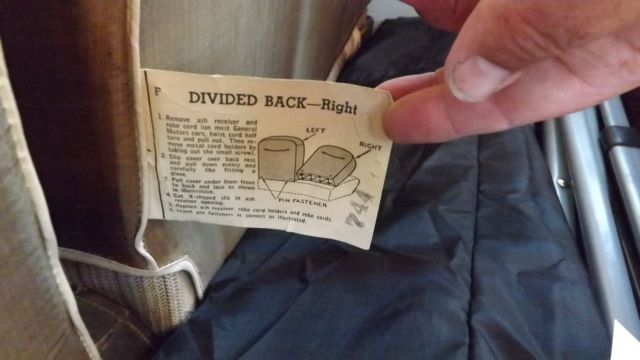 F
DIVIDED BACK—Right
1. Remove ash receiver and
robe cord (on most General
Motors cars, twist cord half
turn and pull out. Then re-
move metal cord holders by
taking out the small screw)
2. Slip cover over back rest
and pull down evenly and
carefully like fitting a
glove.
3. Pull cover under from front
to back and lace as shown
in illustration.
4. Cut X-shaped slit in ash
receiver opening.
5. Replace ash receiver, robe cord holders and robe cords.
6. Insert pin fasteners at corners as illustrated.
LEFT
RIGHT
PIN FASTENER
744